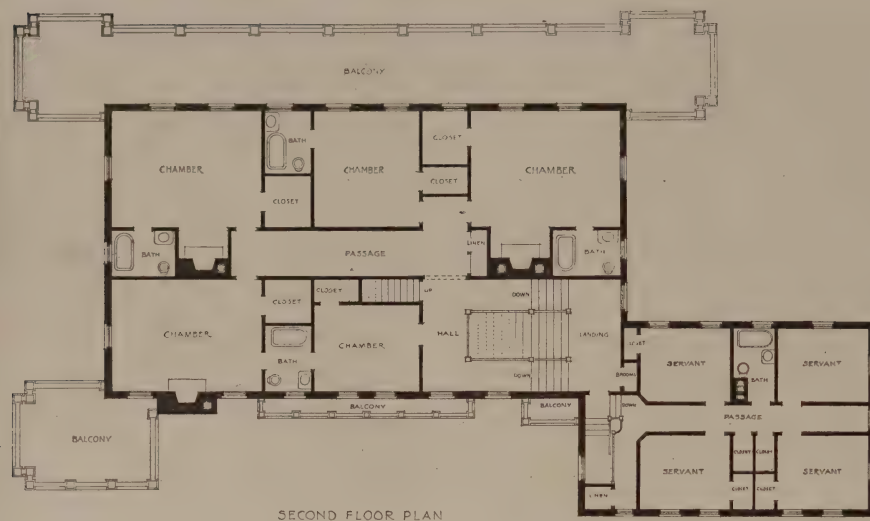 BALCONY
CHAMBER
BATH
CHAMBER
CLOSET
CHAMBER
CLOSET
CLOSET
BATH
PASSAGE
LINEN
BATH
CHAMBER
CLOSET
CLOSET
UP
DOWN
HALL
LANDING
CHAMBER
BATH
DOWN
BALCONY
BALCONY
BALCONY
SERVANT
BATH
SERVANT
BROOMS
DOWN
PASSAGE
SERVANT
CLOSET
CLOSET
SERVANT
CLOSET
CLOSET
LINEN
SECOND FLOOR PLAN